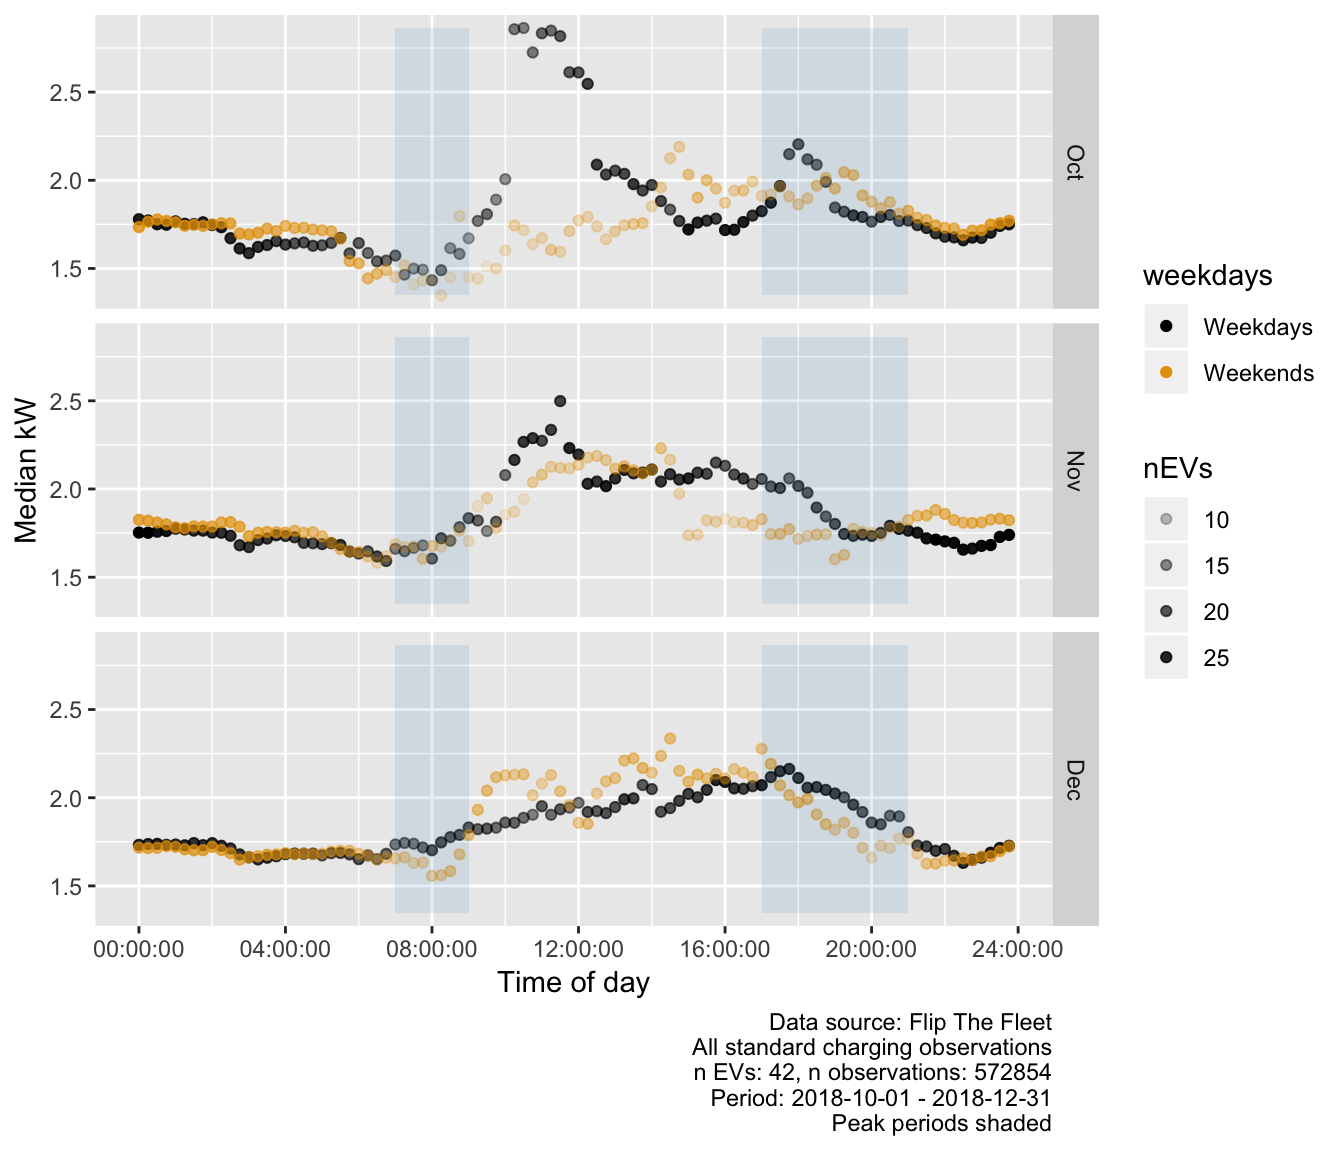 2.5
2.0
1.5
Oct
2.5
2.0
1.5
Nov
2.5
2.0
1.5
Dec
Median kW
00:00:00 04:00:00 08:00:00 12:00:00 16:00:00 20:00:00 24:00:00
Time of day
weekdays
Weekdays
Weekends
nEVs
10
15
20
25
Data source: Flip The Fleet
All standard charging observations
n EVs: 42, n observations: 572854
Period: 2018-10-01 - 2018-12-31
Peak periods shaded